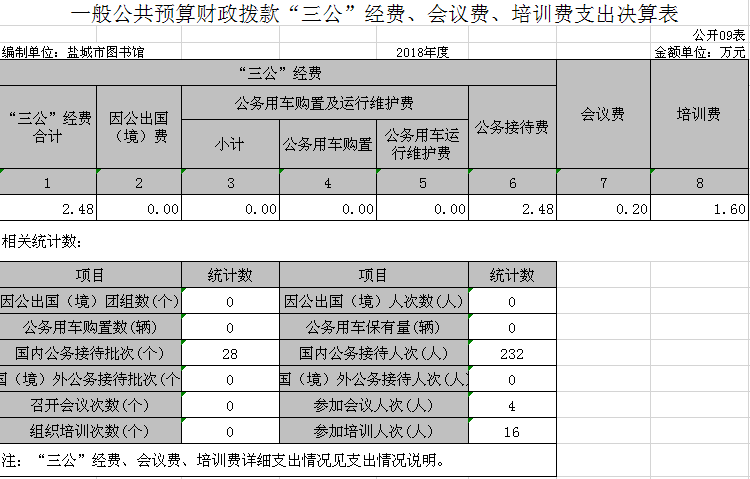 一般公共预算财政拨款“三公”经费、会议费、培训费支出决算表
公开09表
编制单位：盐城市图书馆 2018年度 金额单位：万元
“三公”经费
“三公”经费合计 因公出国（境）费 公务用车购置及运行维护费 公务接待费 会议费 培训费
小计 公务用车购置 公务用车运行维护费
1 2 3 4 5 6 7 8
2.48 0.00 0.00 0.00 0.00 2.48 0.20 1.60
相关统计数：
项目 统计数 项目 统计数
因公出国（境）团组数(个) 0 因公出国（境）人次数(人) 0
公务用车购置数(辆) 0 公务用车保有量(辆) 0
国内公务接待批次(个) 28 国内公务接待人次(人) 232
国（境）外公务接待批次(个 0 国（境）外公务接待人次(人) 0
召开会议次数(个) 0 参加会议人次(人) 4
组织培训次数(个) 0 参加培训人次(人) 16
注：“三公”经费、会议费、培训费详细支出情况见支出情况说明。